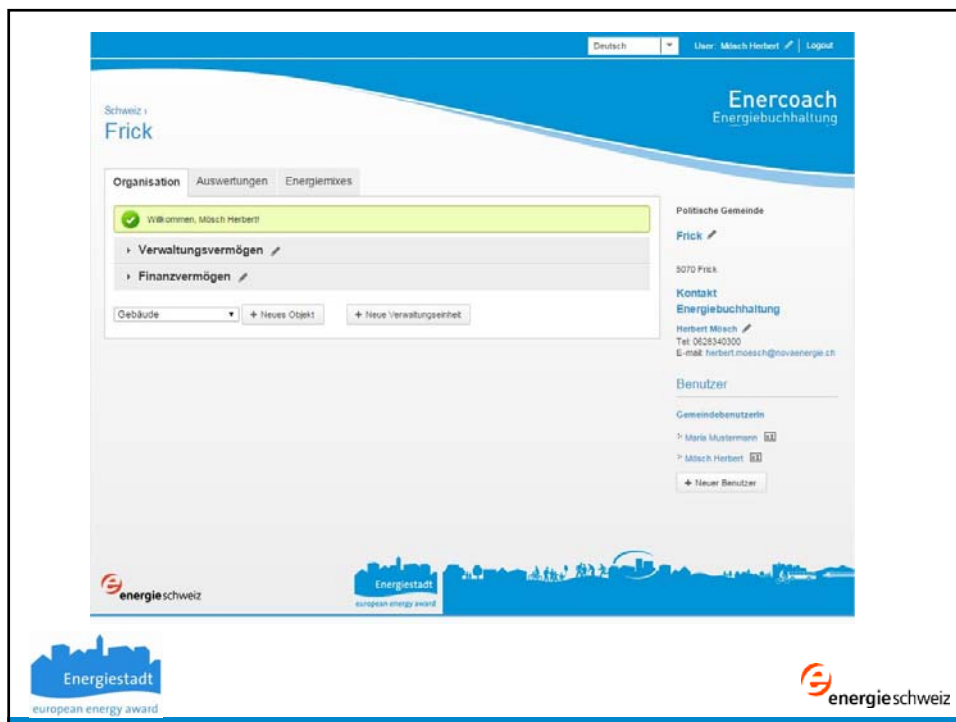 Deutsch
User: Mösch Herbert | Logout
Enercoach
Energiebuchhaltung
Schweiz ›
Frick
Organisation Auswertungen Energiemixes
Willkommen, Mösch Herbert!
Verwaltungsvermögen
Finanzvermögen
Gebäude
+ Neues Objekt
+ Neue Verwaltungseinheit
Politische Gemeinde
Frick
5070 Frick
Kontakt
Energiebuchhaltung
Herbert Mösch
Tel: 0628340300
E-mail: herbert.moesch@novaenergie.ch
Benutzer
GemeindebenutzerIn
Maria Mustermann
Mösch Herbert
+ Neuer Benutzer
energieschweiz
Energiestadt
european energy award
Energiestadt
european energy award
energieschweiz